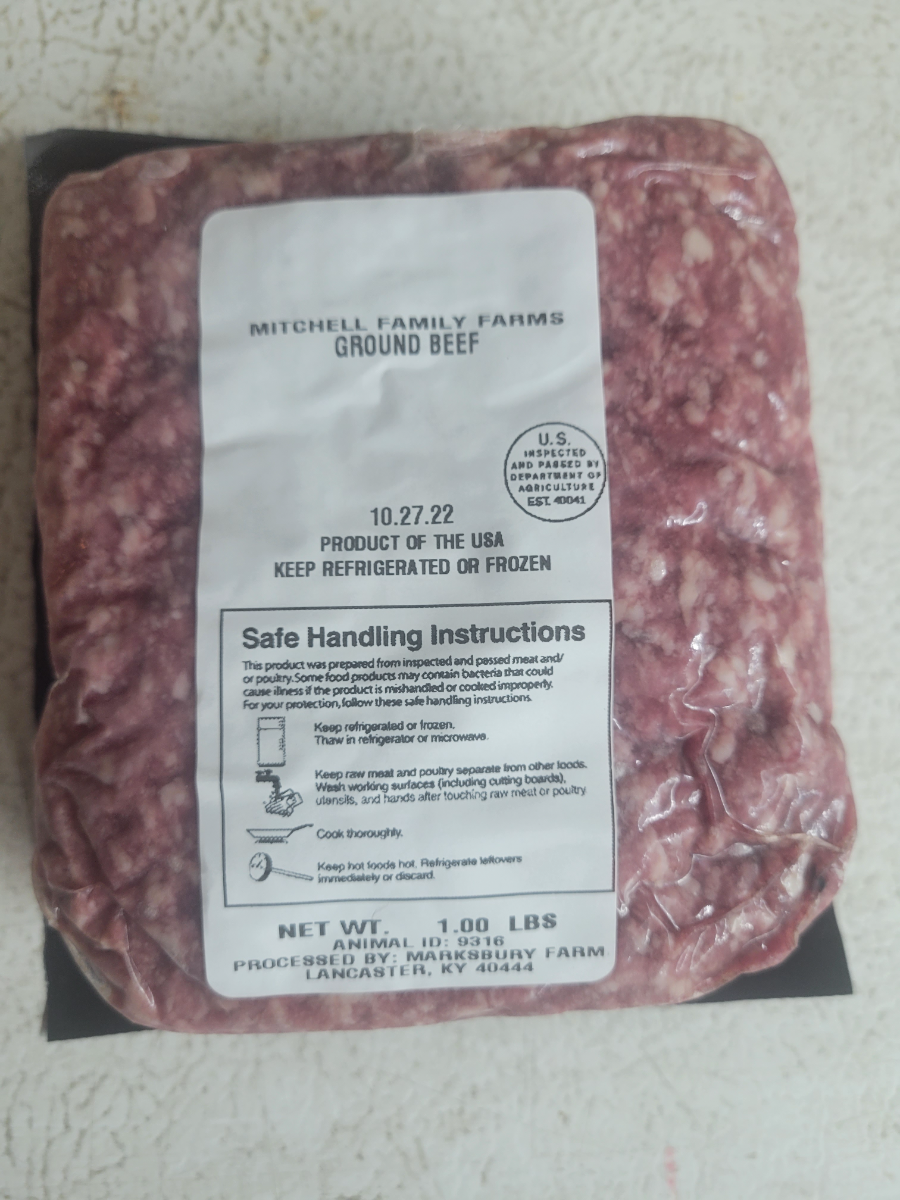 MITCHELL FAMILY FARMS
GROUND BEEF
U.S.
INSPECTED
AND PASSED BY
DEPARTMENT OF
AGRICULTURE
EST. 40041
10.27.22
PRODUCT OF THE USA
KEEP REFRIGERATED OR FROZEN
Safe Handling Instructions
This product was prepared from inspected and passed meat and/
or poultry. Some food products may contain bacteria that could
cause illness if the product is mishandled or cooked improperly.
For your protection, follow these safe handling instructions.
Keep refrigerated or frozen.
Thaw in refrigerator or microwave.
Keep raw meat and poultry separate from other foods.
Wash working surfaces (including cutting boards),
utensils, and hands after touching raw meat or poultry
Cook thoroughly.
Keep hot foods hot. Refrigerate leftovers
immediately or discard.
NET WT. 1.00 LBS
ANIMAL ID: 9316
PROCESSED BY: MARKSBURY FARM
LANCASTER, KY 40444